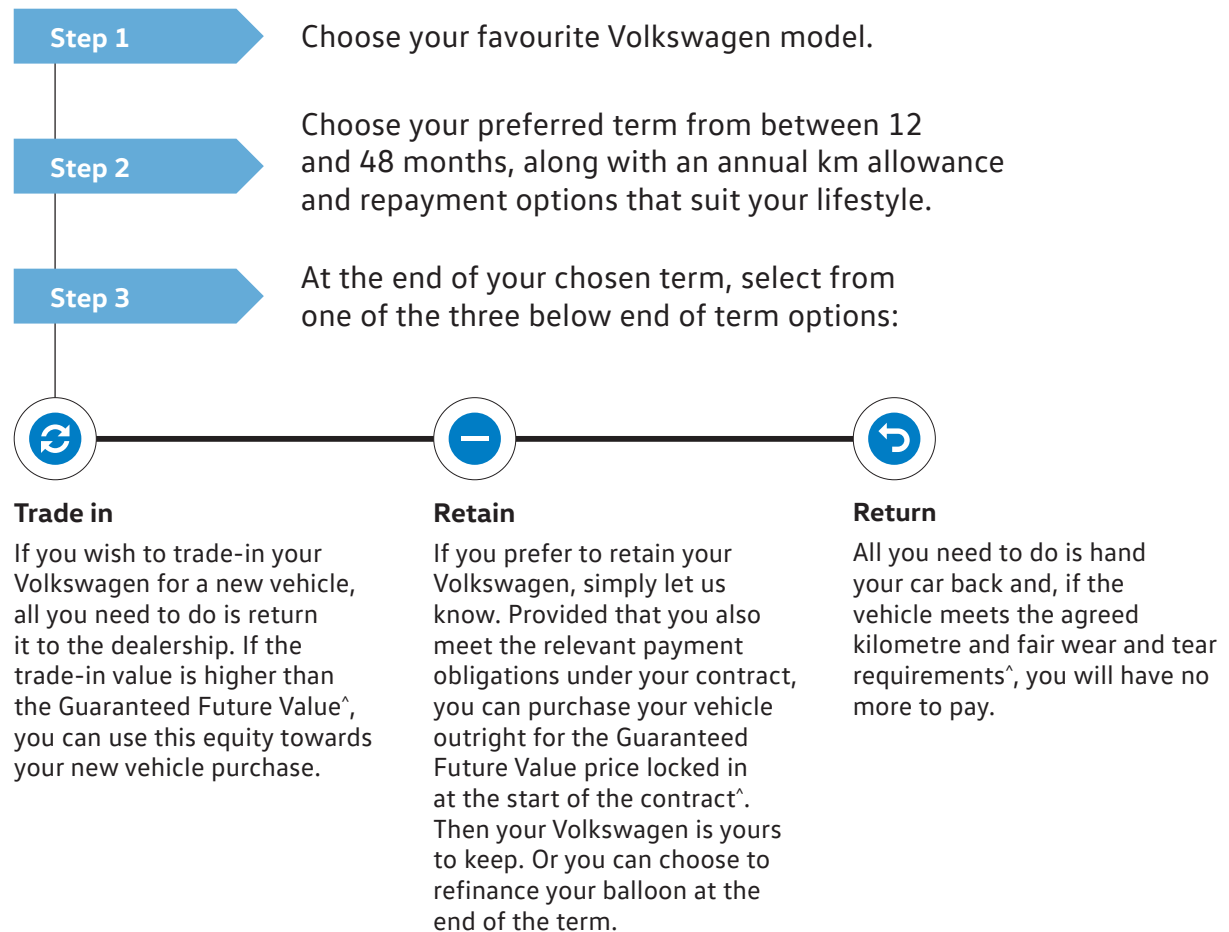 Step 1
Choose your favourite Volkswagen model.
Step 2
Choose your preferred term from between 12
and 48 months, along with an annual km allowance
and repayment options that suit your lifestyle.
Step 3
At the end of your chosen term, select from
one of the three below end of term options:
Trade in
If you wish to trade-in your
Volkswagen for a new vehicle,
all you need to do is return
it to the dealership. If the
trade-in value is higher than
the Guaranteed Future Value^,
you can use this equity towards
your new vehicle purchase.
Retain
If you prefer to retain your
Volkswagen, simply let us
know. Provided that you also
meet the relevant payment
obligations under your contract,
you can purchase your vehicle
outright for the Guaranteed
Future Value price locked in
at the start of the contract^.
Then your Volkswagen is yours
to keep. Or you can choose to
refinance your balloon at the
end of the term.
Return
All you need to do is hand
your car back and, if the
vehicle meets the agreed
kilometre and fair wear and tear
requirements^, you will have no
more to pay.